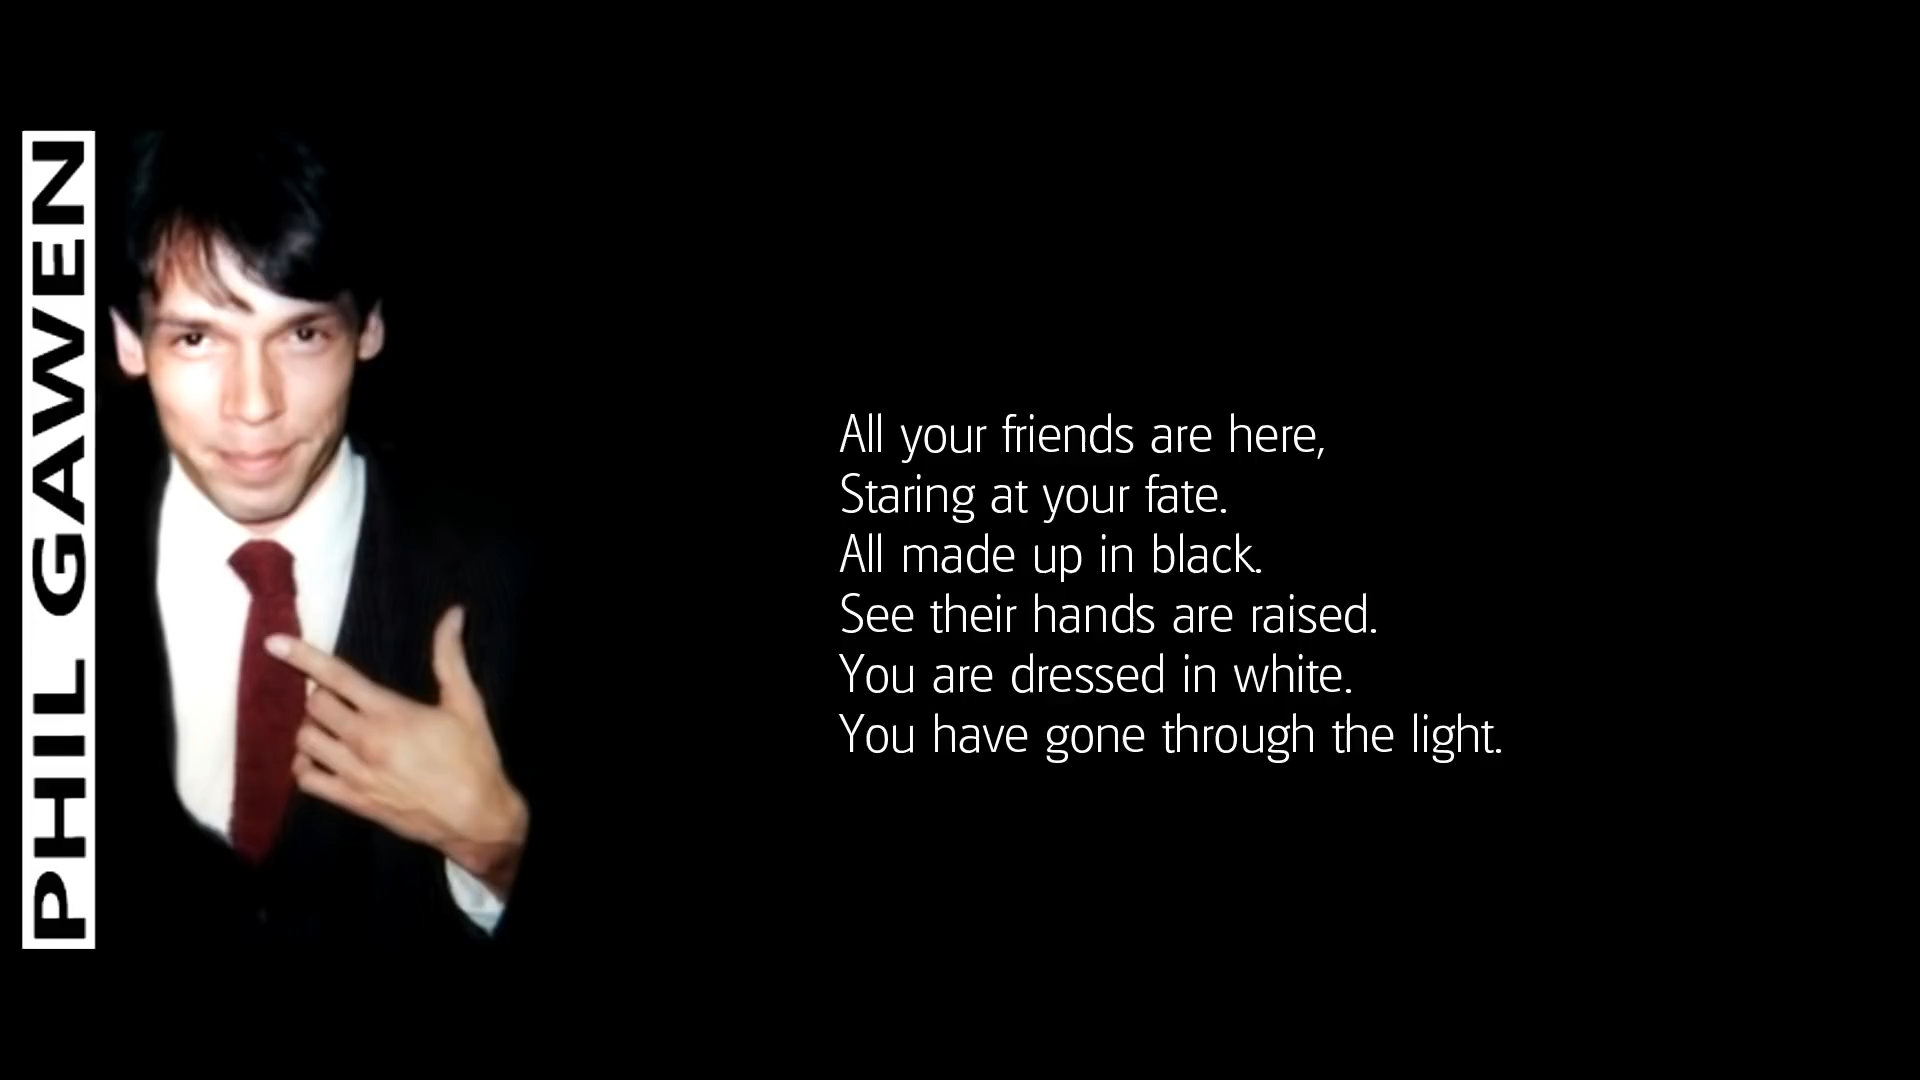 PHIL GAWEN
All your friends are here,
Staring at your fate.
All made up in black.
See their hands are raised.
You are dressed in white.
You have gone through the light.